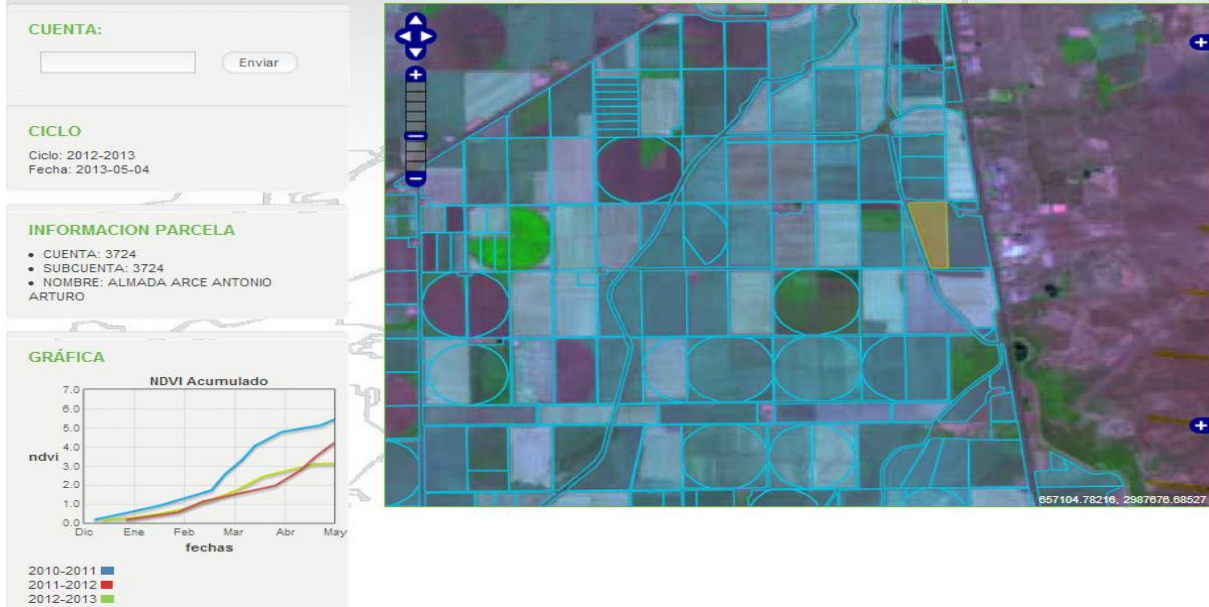 CUENTA:
Enviar
CICLO
Ciclo: 2012-2013
Fecha: 2013-05-04
INFORMACION PARCELA
• CUENTA: 3724
• SUBCUENTA: 3724
• NOMBRE: ALMADA ARCE ANTONIO
ARTURO
GRÁFICA
NDVI Acumulado
7.0
6.0
5.0
4.0
ndvi
3.0
2.0
1.0
0.0
Dic Ene Feb Mar Abr May
fechas
2010-2011
2011-2012
2012-2013
657104.78216, 2987676.68527